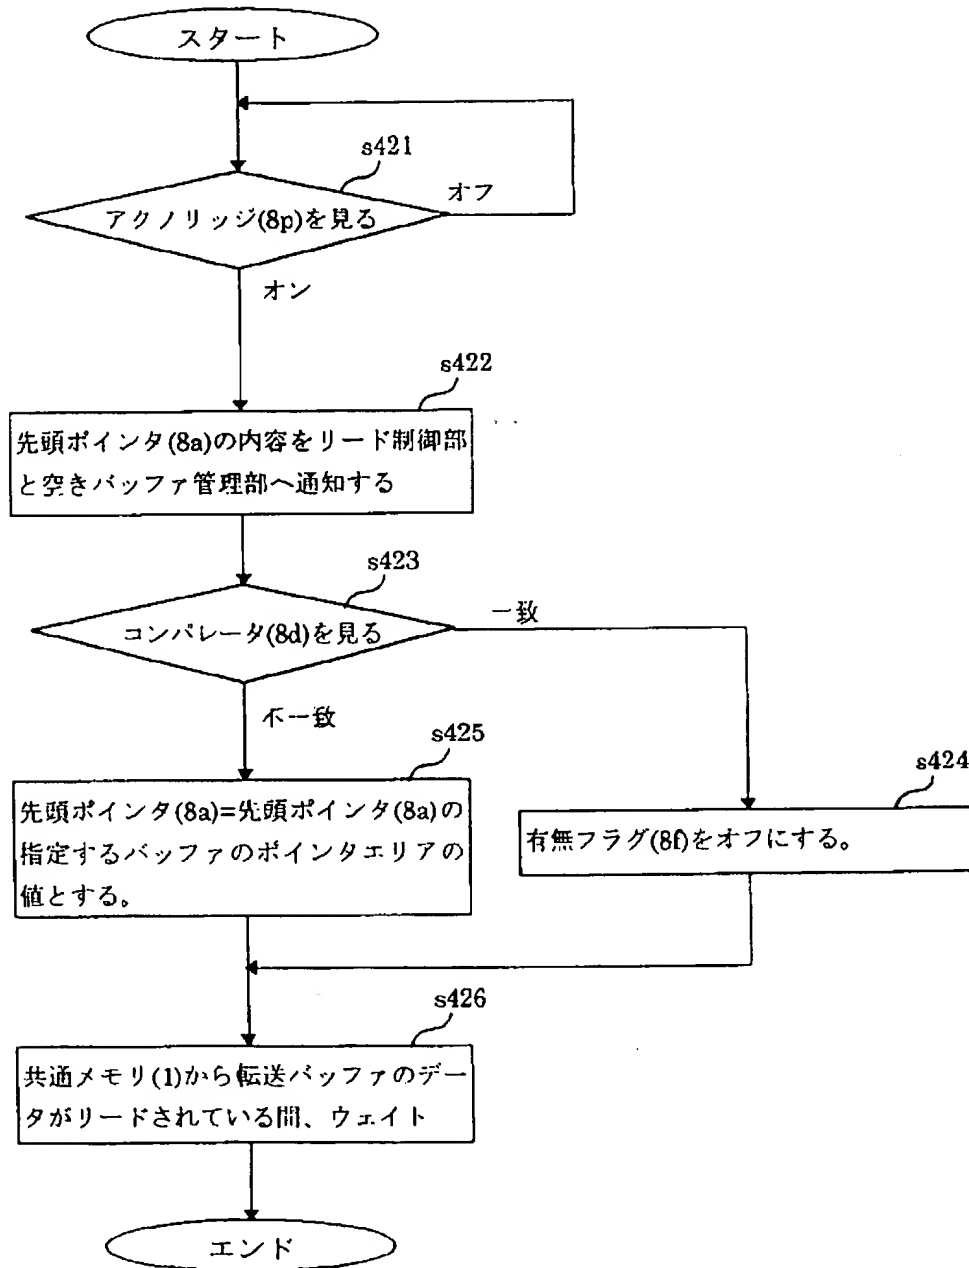 スタート
s421
オフ
アクノリッジ(8p)を見る
オン
s422
先頭ポインタ(8a)の内容をリード制御部
と空きバッファ管理部へ通知する
s423
一致
コンパレータ(8d)を見る
不一致
s425
s424
先頭ポインタ(8a)=先頭ポインタ(8a)の
指定するバッファのポインタエリアの
値とする。
有無フラグ(8f)をオフにする。
s426
共通メモリ(1)から転送バッファのデー
タがリードされている間、ウェイト
エンド